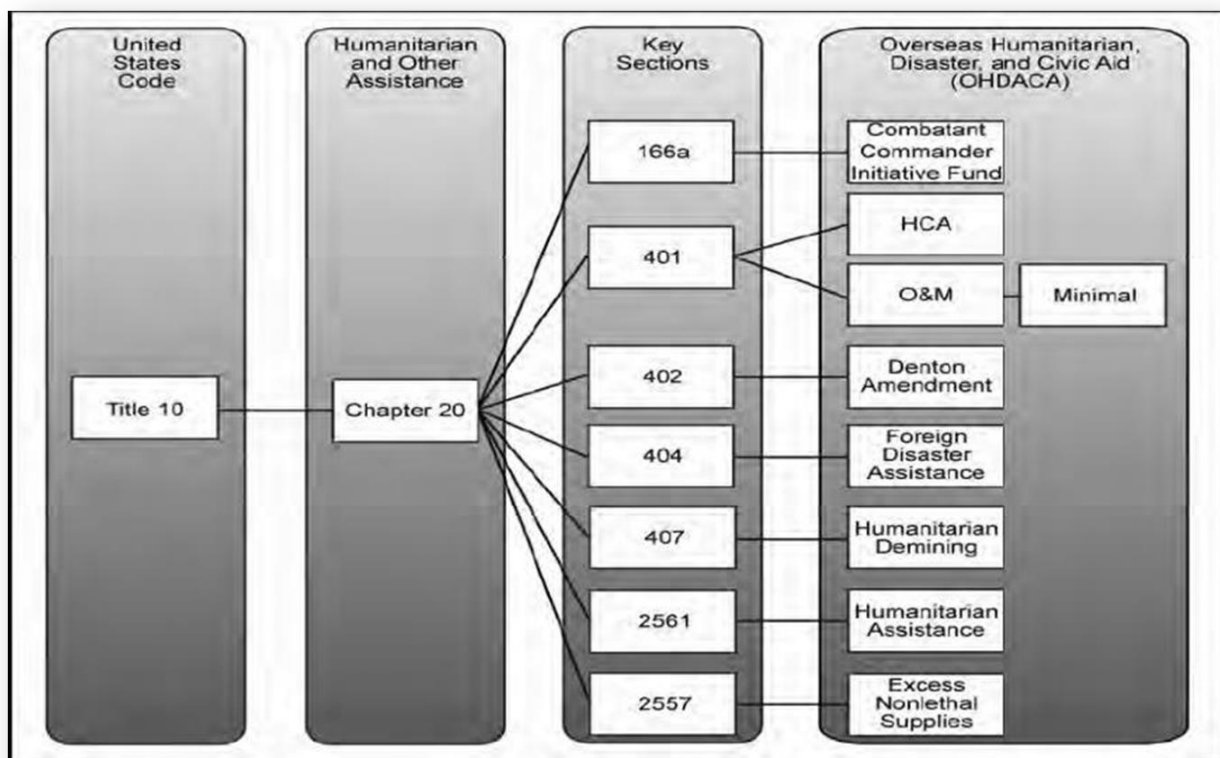 United
States
Code
Humanitarian
and Other
Assistance
Key
Sections
Overseas Humanitarian,
Disaster, and Civic Aid
(OHDACA)
Title 10
Chapter 20
166a
Combatant
Commander
Initiative Fund
401
HCA
O&M
Minimal
402
Denton
Amendment
404
Foreign
Disaster
Assistance
407
Humanitarian
Demining
2561
Humanitarian
Assistance
2557
Excess
Nonlethal
Supplies